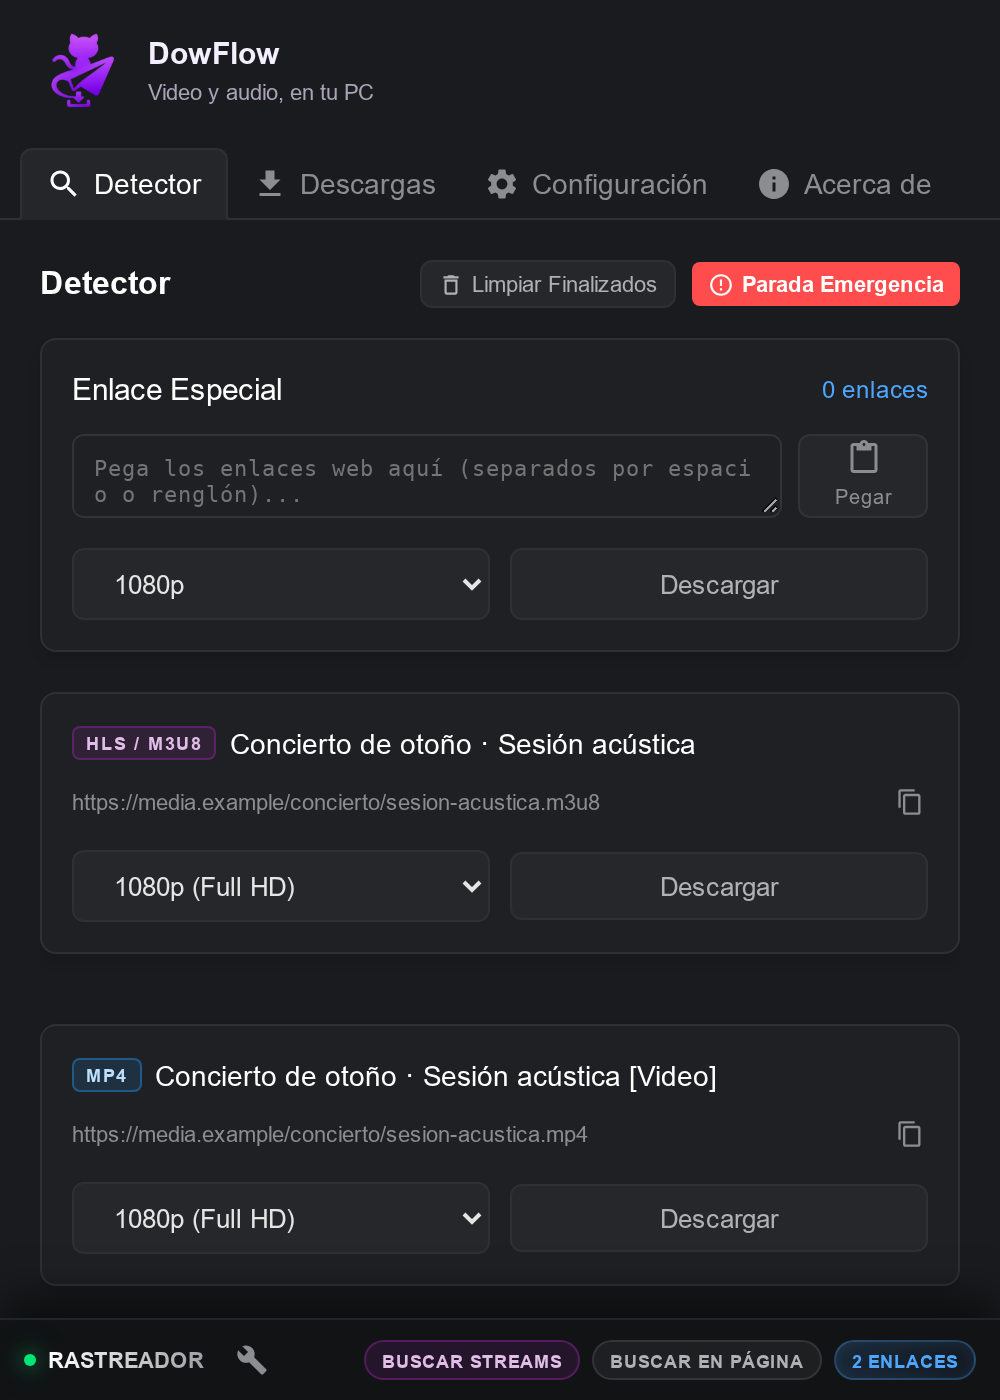 DowFlow
Video y audio, en tu PC
Detector
Descargas
Configuración
Acerca de
Detector
Limpiar Finalizados
Parada Emergencia
Enlace Especial
0 enlaces
Pega los enlaces web aquí (separados por espaci
o o renglón)...
Pegar
1080p
Descargar
HLS / M3U8
Concierto de otoño · Sesión acústica
https://media.example/concierto/sesion-acustica.m3u8
1080p (Full HD)
Descargar
MP4
Concierto de otoño · Sesión acústica [Video]
https://media.example/concierto/sesion-acustica.mp4
1080p (Full HD)
Descargar
RASTREADOR
BUSCAR STREAMS
BUSCAR EN PÁGINA
2 ENLACES